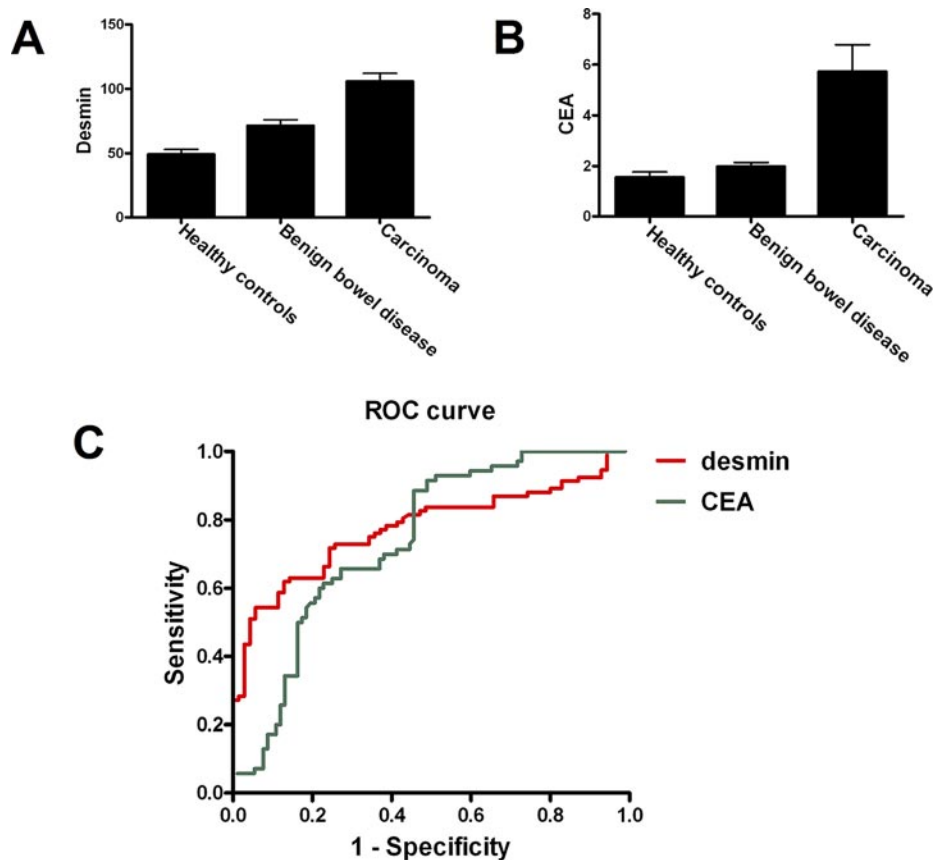 A
150
100
50
0
Desmin
Healthy controls
Benign bowel disease
Carcinoma
B
8
6
4
2
0
CEA
Healthy controls
Benign bowel disease
Carcinoma
C
ROC curve
1.0
0.8
0.6
0.4
0.2
0.0
Sensitivity
0.0 0.2 0.4 0.6 0.8 1.0
1 - Specificity
desmin
CEA